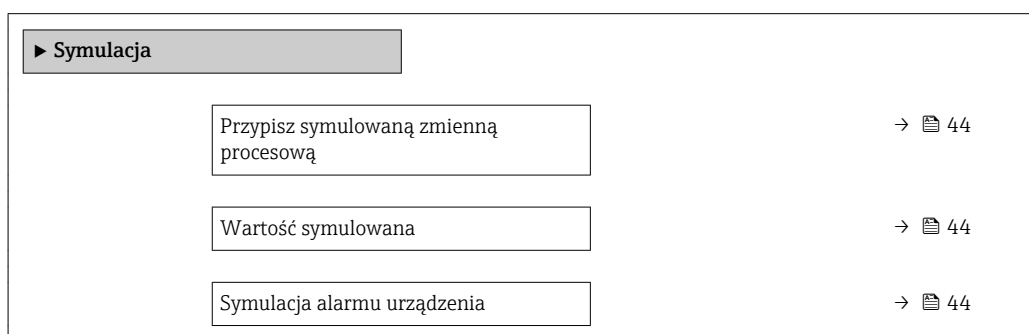 ► Symulacja
Przypisz symulowaną zmienną
procesową
→ 44
Wartość symulowana
→ 44
Symulacja alarmu urządzenia
→ 44